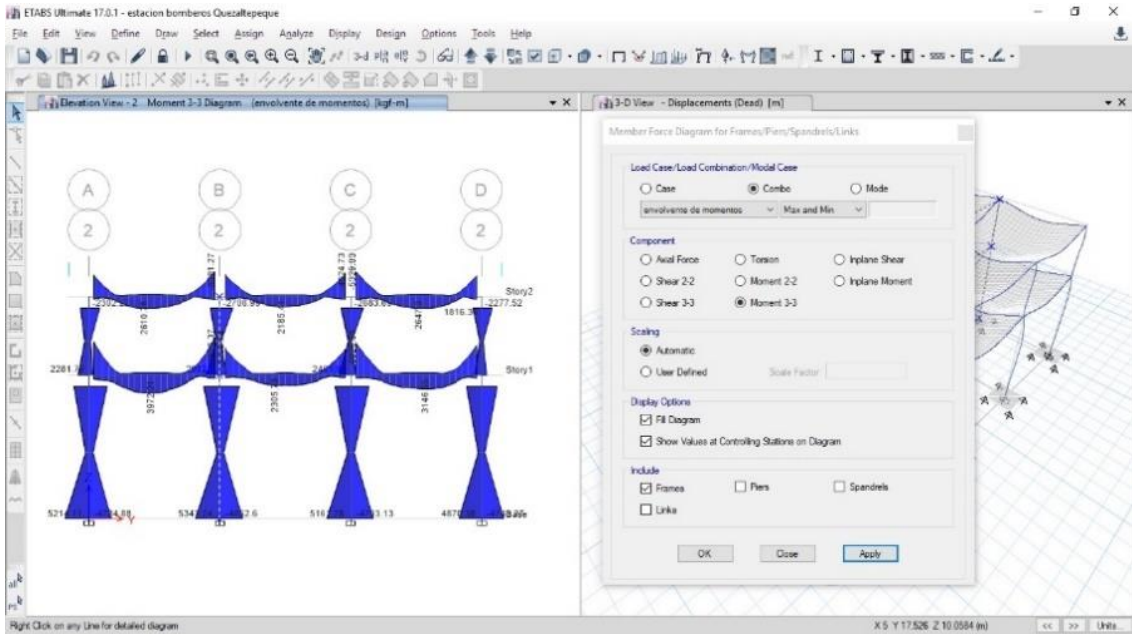 ETABS Ultimate 17.0.1 - estacion bomberos Quezaltepeque
File Edit View Define Draw Select Assign Analyze Display Design Options Tools Help
Elevation View - 2 Moment 3-3 Diagram (envolvente de momentos) [kgf-m]
3-D View - Displacements (Dead) [m]
A B C D
2 2 2 2
Story2
-2277.52
1816.3
2610.
2185.
2647
Story1
2281.7
3972.
2305.
3146.
Base
Y
Member Force Diagram for Frames/Piers/Spandrels/Links
Load Case/Load Combination/Modal Case
Case Combo Mode
envolvente de momentos Max and Min
Component
Axial Force Torsion Inplane Shear
Shear 2-2 Moment 2-2 Inplane Moment
Shear 3-3 Moment 3-3
Scaling
Automatic
User Defined Scale Factor
Display Options
Fill Diagram
Show Values at Controlling Stations on Diagram
Include
Frames Piers Spandrels
Links
OK Close Apply
Right Click on any Line for detailed diagram
X 5 Y 17.526 Z 10.0584 (m)
<< >> Units...